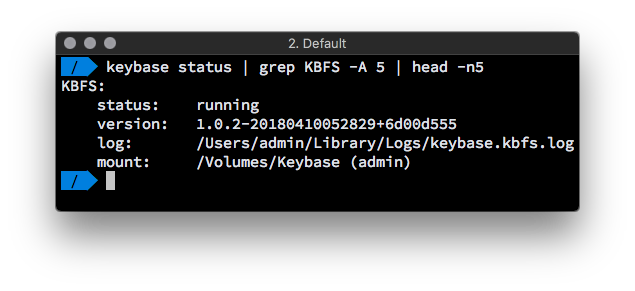 2. Default
/ keybase status | grep KBFS -A 5 | head -n5
KBFS:
    status:    running
    version:   1.0.2-20180410052829+6d00d555
    log:       /Users/admin/Library/Logs/keybase.kbfs.log
    mount:     /Volumes/Keybase (admin)
/